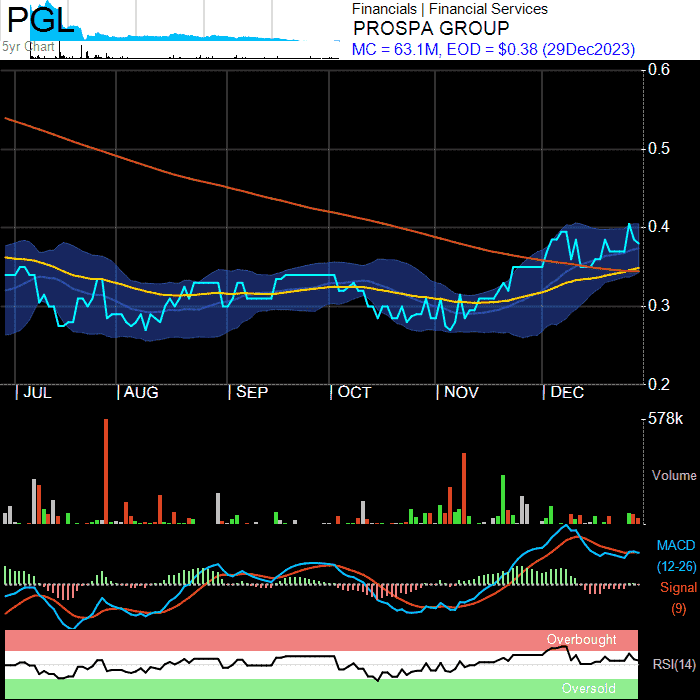 PGL
5yr Chart
Financials | Financial Services
PROSPA GROUP
MC = 63.1M, EOD = $0.38 (29Dec2023)
0.6
0.5
0.4
0.3
0.2
JUL AUG SEP OCT NOV DEC
578k
Volume
MACD
(12-26)
Signal
(9)
Overbought
RSI(14)
Oversold